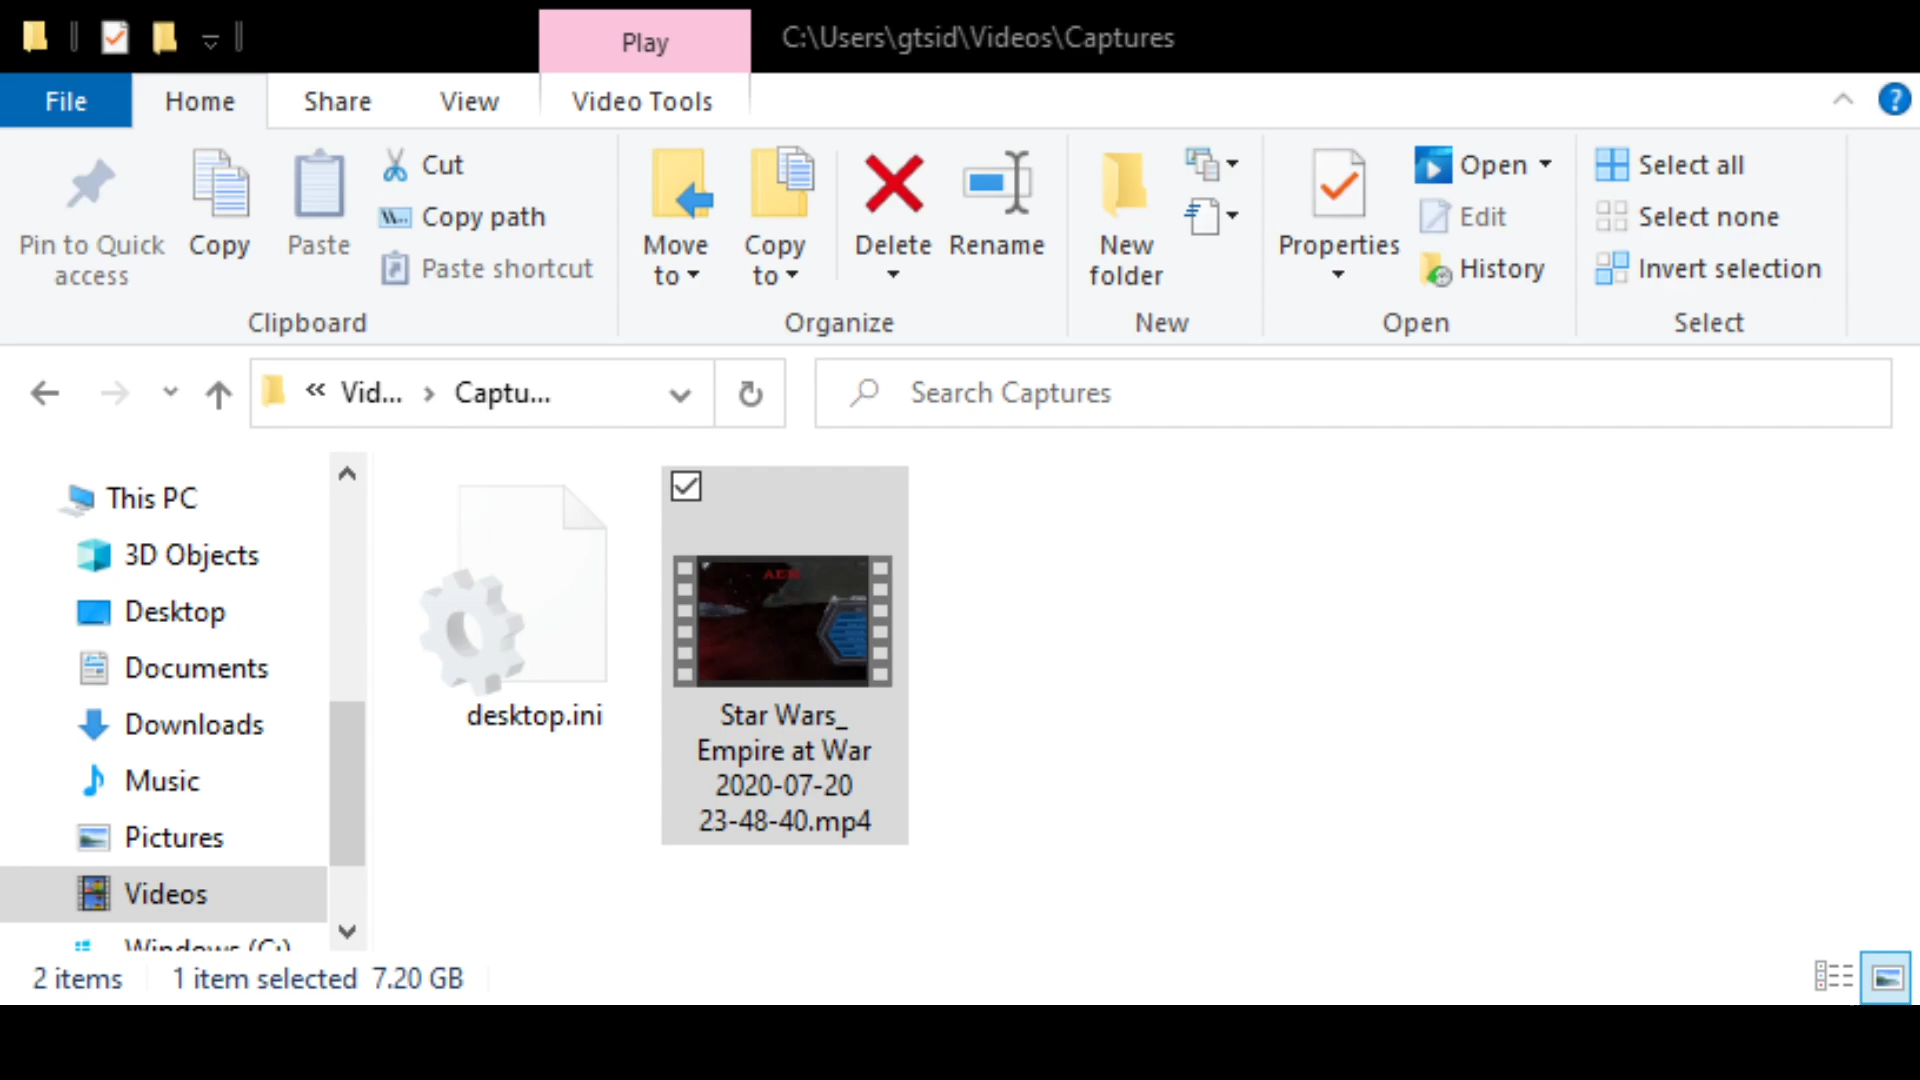 Play
C:\Users\gtsid\Videos\Captures
File
Home
Share
View
Video Tools
?
Pin to Quick
access
Copy
Paste
Cut
Copy path
Paste shortcut
Clipboard
Move
to
Copy
to
Delete
Rename
Organize
New
folder
New
Properties
Open
Edit
History
Open
Select all
Select none
Invert selection
Select
« Vid... › Captu...
Search Captures
This PC
3D Objects
Desktop
Documents
Downloads
Music
Pictures
Videos
Windows (C:)
desktop.ini
Star Wars_
Empire at War
2020-07-20
23-48-40.mp4
2 items
1 item selected 7.20 GB